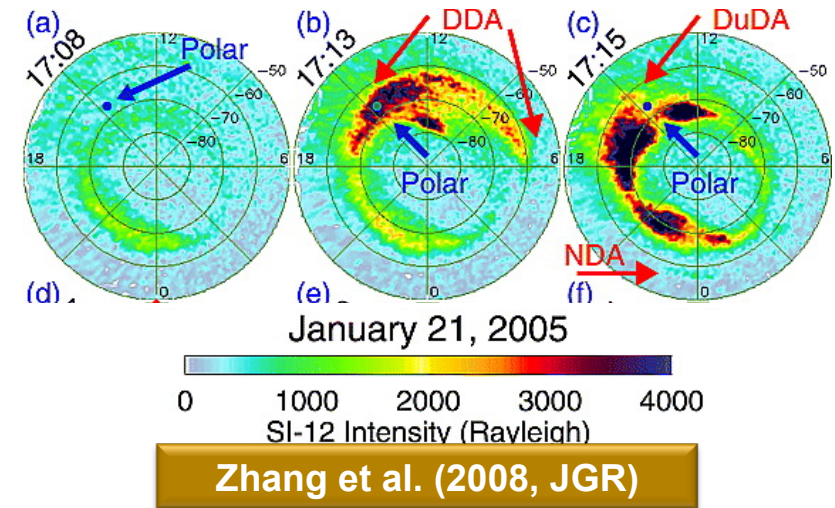 (a)
17:08
Polar
12
-50
-60
-70
-80
18
(b)
17:13
DDA
12
-50
-60
-70
-80
18
6
Polar
0
(c)
17:15
DuDA
12
-50
-60
-70
-80
18
6
Polar
NDA
0
(d)
0
(e)
(f)
January 21, 2005
0 1000 2000 3000 4000
SI-12 Intensity (Rayleigh)
Zhang et al. (2008, JGR)